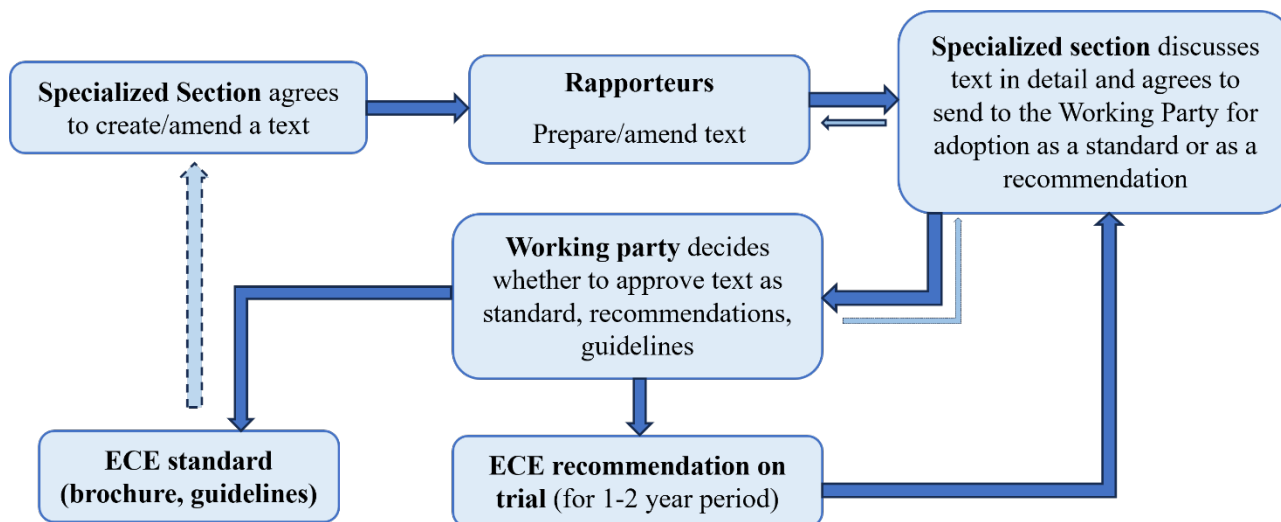 Specialized Section agrees
to create/amend a text
Rapporteurs
Prepare/amend text
Specialized section discusses
text in detail and agrees to
send to the Working Party for
adoption as a standard or as a
recommendation
Working party decides
whether to approve text as
standard, recommendations,
guidelines
ECE standard
(brochure, guidelines)
ECE recommendation on
trial (for 1-2 year period)